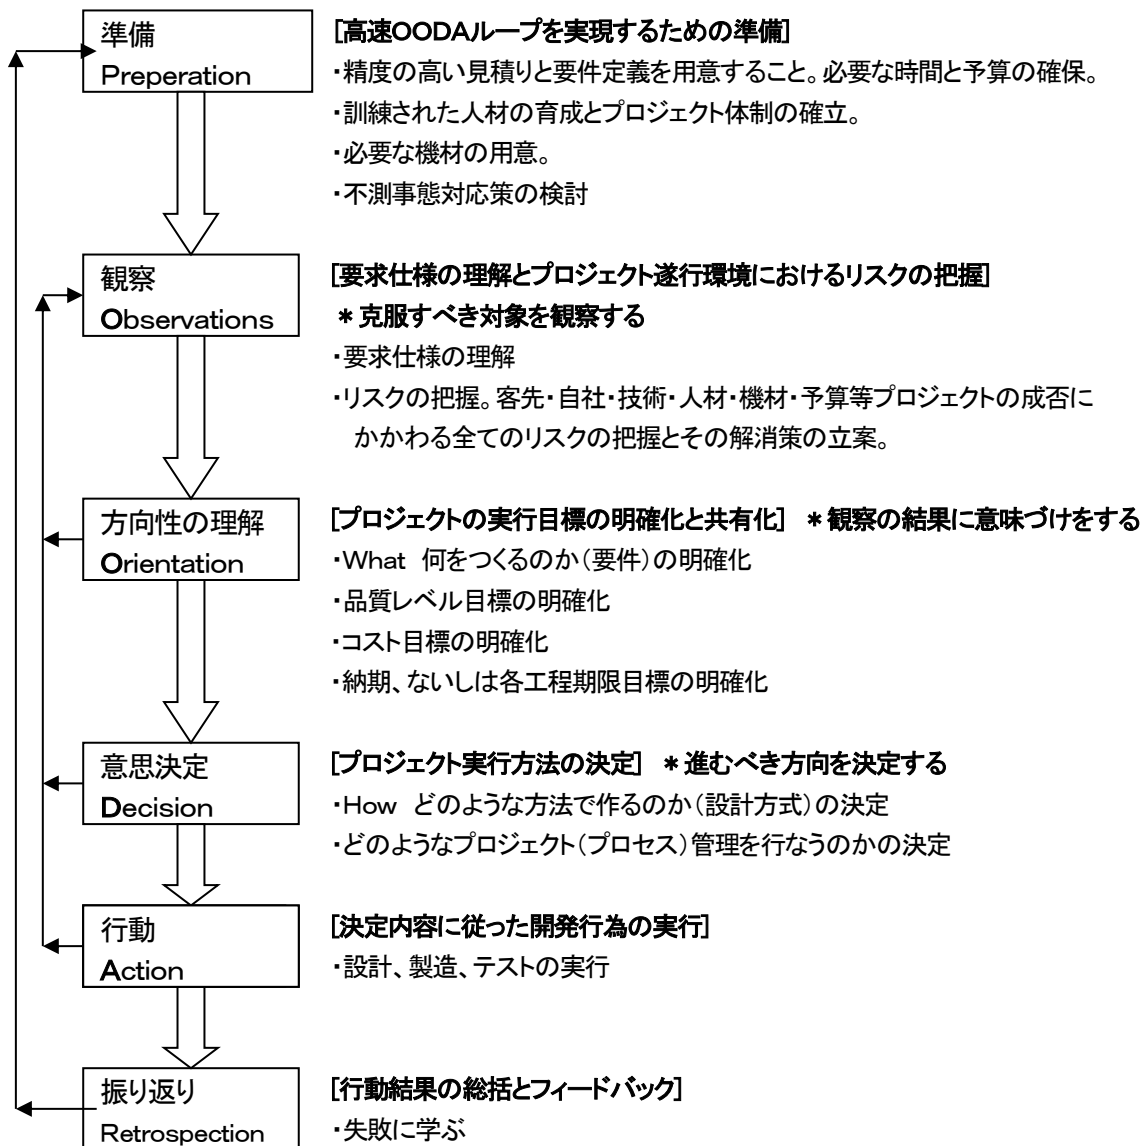 準備
Preperation
[高速OODAループを実現するための準備]
・精度の高い見積りと要件定義を用意すること。必要な時間と予算の確保。
・訓練された人材の育成とプロジェクト体制の確立。
・必要な機材の用意。
・不測事態対応策の検討
観察
Observations
[要求仕様の理解とプロジェクト遂行環境におけるリスクの把握]
＊克服すべき対象を観察する
・要求仕様の理解
・リスクの把握。客先・自社・技術・人材・機材・予算等プロジェクトの成否に
かかわる全てのリスクの把握とその解消策の立案。
方向性の理解
Orientation
[プロジェクトの実行目標の明確化と共有化]　＊観察の結果に意味づけをする
・What　何をつくるのか（要件）の明確化
・品質レベル目標の明確化
・コスト目標の明確化
・納期、ないしは各工程期限目標の明確化
意思決定
Decision
[プロジェクト実行方法の決定]　＊進むべき方向を決定する
・How　どのような方法で作るのか（設計方式）の決定
・どのようなプロジェクト（プロセス）管理を行なうのかの決定
行動
Action
[決定内容に従った開発行為の実行]
・設計、製造、テストの実行
振り返り
Retrospection
[行動結果の総括とフィードバック]
・失敗に学ぶ